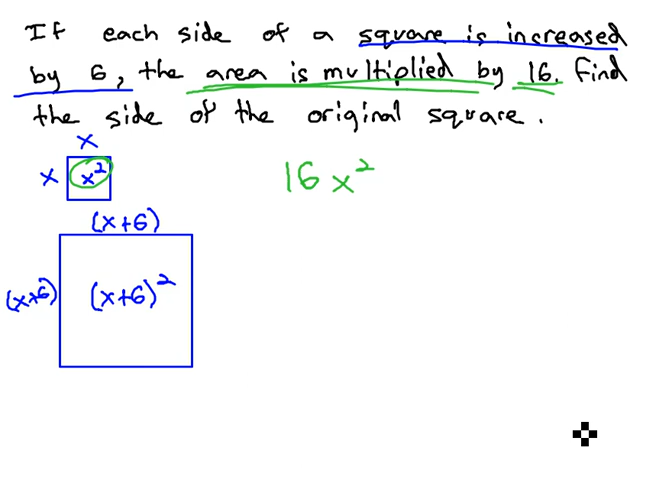 If each side of a square is increased
by 6, the area is multiplied by 16. Find
the side of the original square.
x
x x² 16x²
(x+6)
(x+6) (x+6)²